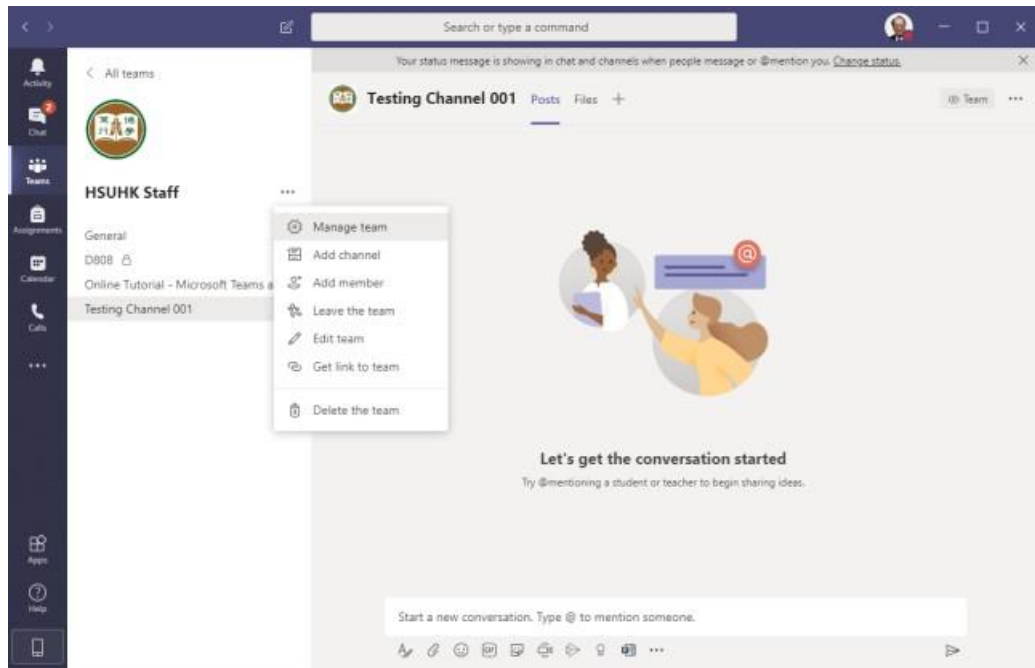 Search or type a command
Your status message is showing in chat and channels when people message or @mention you. Change status.
Activity
Chat
2
Teams
Assignments
Calendar
Calls
Apps
Help
All teams
HSUHK Staff
General
D808
Online Tutorial - Microsoft Teams a
Testing Channel 001
Manage team
Add channel
Add member
Leave the team
Edit team
Get link to team
Delete the team
Testing Channel 001 Posts Files +
Team
@
Let's get the conversation started
Try @mentioning a student or teacher to begin sharing ideas.
Start a new conversation. Type @ to mention someone.
GIF